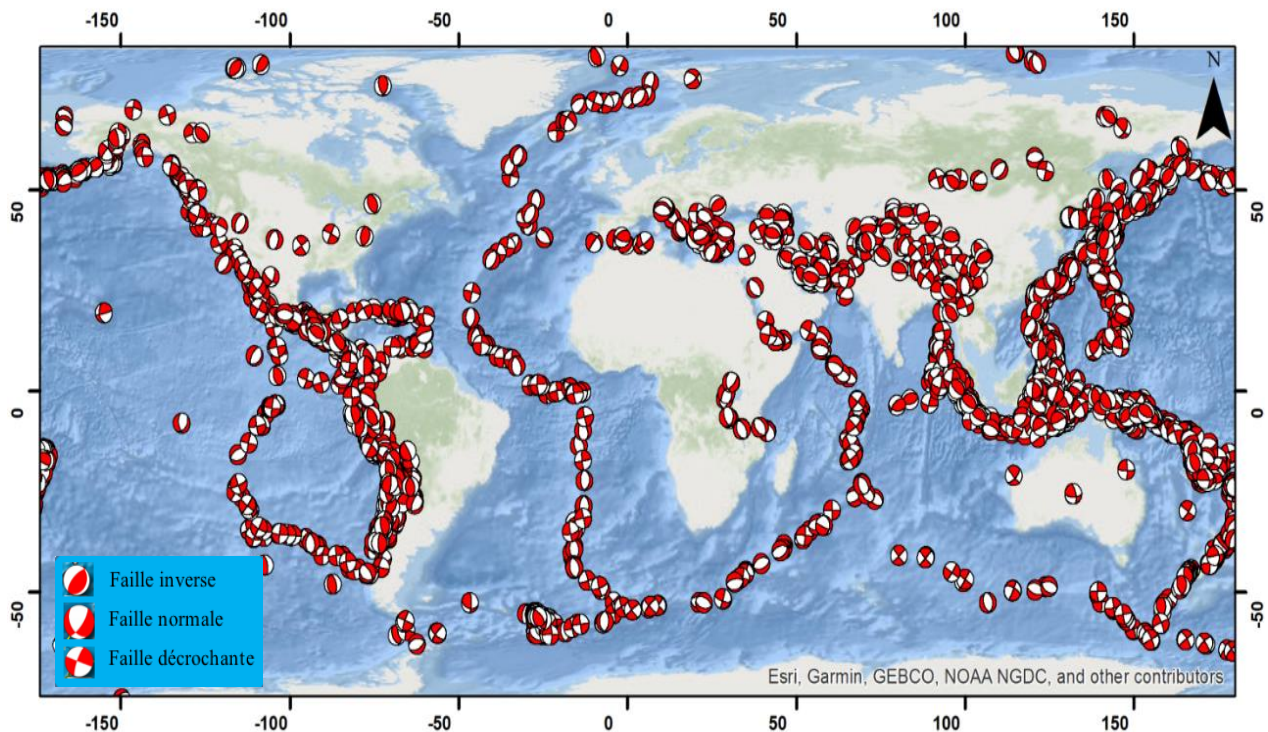 -150 -100 -50 0 50 100 150
N
50 50
0 0
-50 -50
Faille inverse
Faille normale
Faille décrochante
Esri, Garmin, GEBCO, NOAA NGDC, and other contributors
-150 -100 -50 0 50 100 150